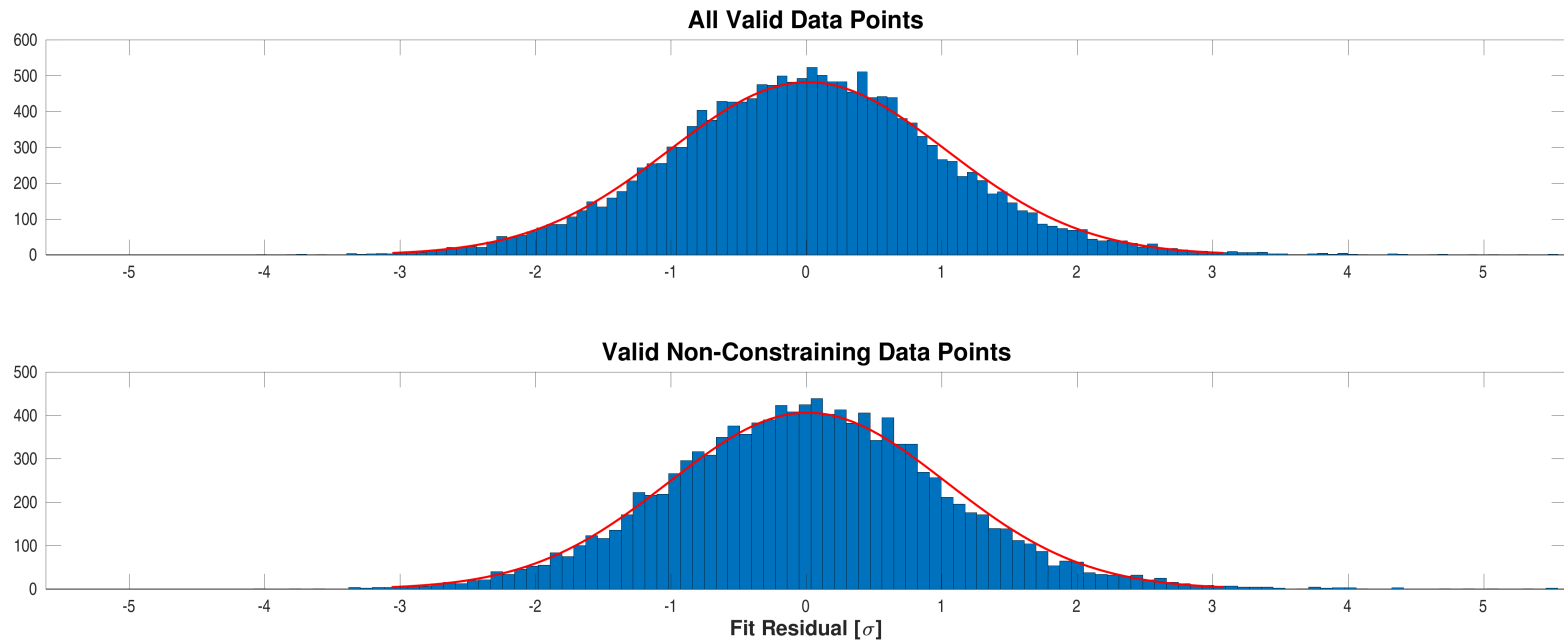 All Valid Data Points
600
500
400
300
200
100
0
-5 -4 -3 -2 -1 0 1 2 3 4 5
Valid Non-Constraining Data Points
500
400
300
200
100
0
-5 -4 -3 -2 -1 0 1 2 3 4 5
Fit Residual [σ]